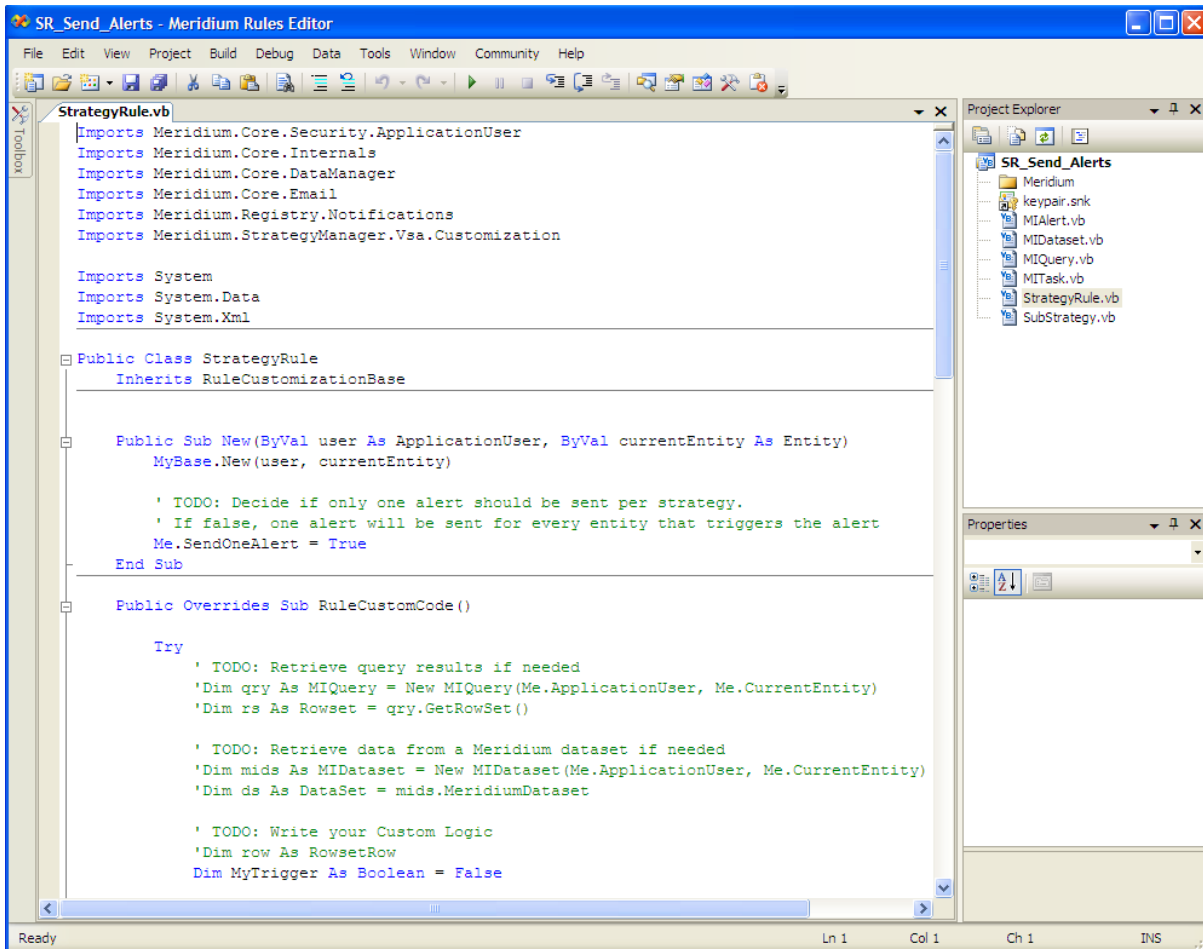 SR_Send_Alerts - Meridium Rules Editor
File Edit View Project Build Debug Data Tools Window Community Help
Toolbox
StrategyRule.vb
Imports Meridium.Core.Security.ApplicationUser
Imports Meridium.Core.Internals
Imports Meridium.Core.DataManager
Imports Meridium.Core.Email
Imports Meridium.Registry.Notifications
Imports Meridium.StrategyManager.Vsa.Customization
Imports System
Imports System.Data
Imports System.Xml
Public Class StrategyRule
Inherits RuleCustomizationBase
Public Sub New(ByVal user As ApplicationUser, ByVal currentEntity As Entity)
MyBase.New(user, currentEntity)
' TODO: Decide if only one alert should be sent per strategy.
' If false, one alert will be sent for every entity that triggers the alert
Me.SendOneAlert = True
End Sub
Public Overrides Sub RuleCustomCode()
Try
' TODO: Retrieve query results if needed
'Dim qry As MIQuery = New MIQuery(Me.ApplicationUser, Me.CurrentEntity)
'Dim rs As Rowset = qry.GetRowSet()
' TODO: Retrieve data from a Meridium dataset if needed
'Dim mids As MIDataset = New MIDataset(Me.ApplicationUser, Me.CurrentEntity)
'Dim ds As DataSet = mids.MeridiumDataset
' TODO: Write your Custom Logic
'Dim row As RowsetRow
Dim MyTrigger As Boolean = False
Project Explorer
SR_Send_Alerts
Meridium
keypair.snk
MIAlert.vb
MIDataset.vb
MIQuery.vb
MITask.vb
StrategyRule.vb
SubStrategy.vb
Properties
Ready Ln 1 Col 1 Ch 1 INS